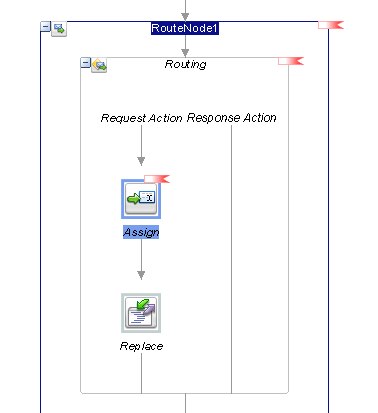 RouteNode1
Routing
Request Action Response Action
Assign
Replace